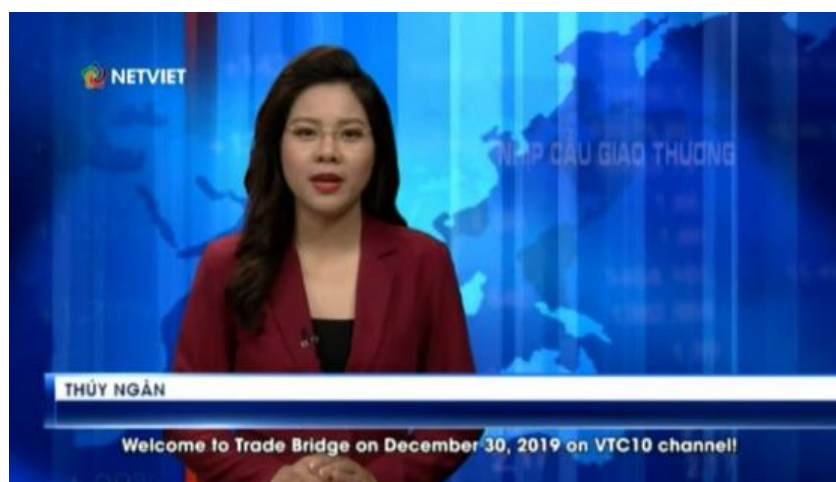 NETVIET
NHỊP CẦU GIAO THƯƠNG
THÚY NGÂN
Welcome to Trade Bridge on December 30, 2019 on VTC10 channel!